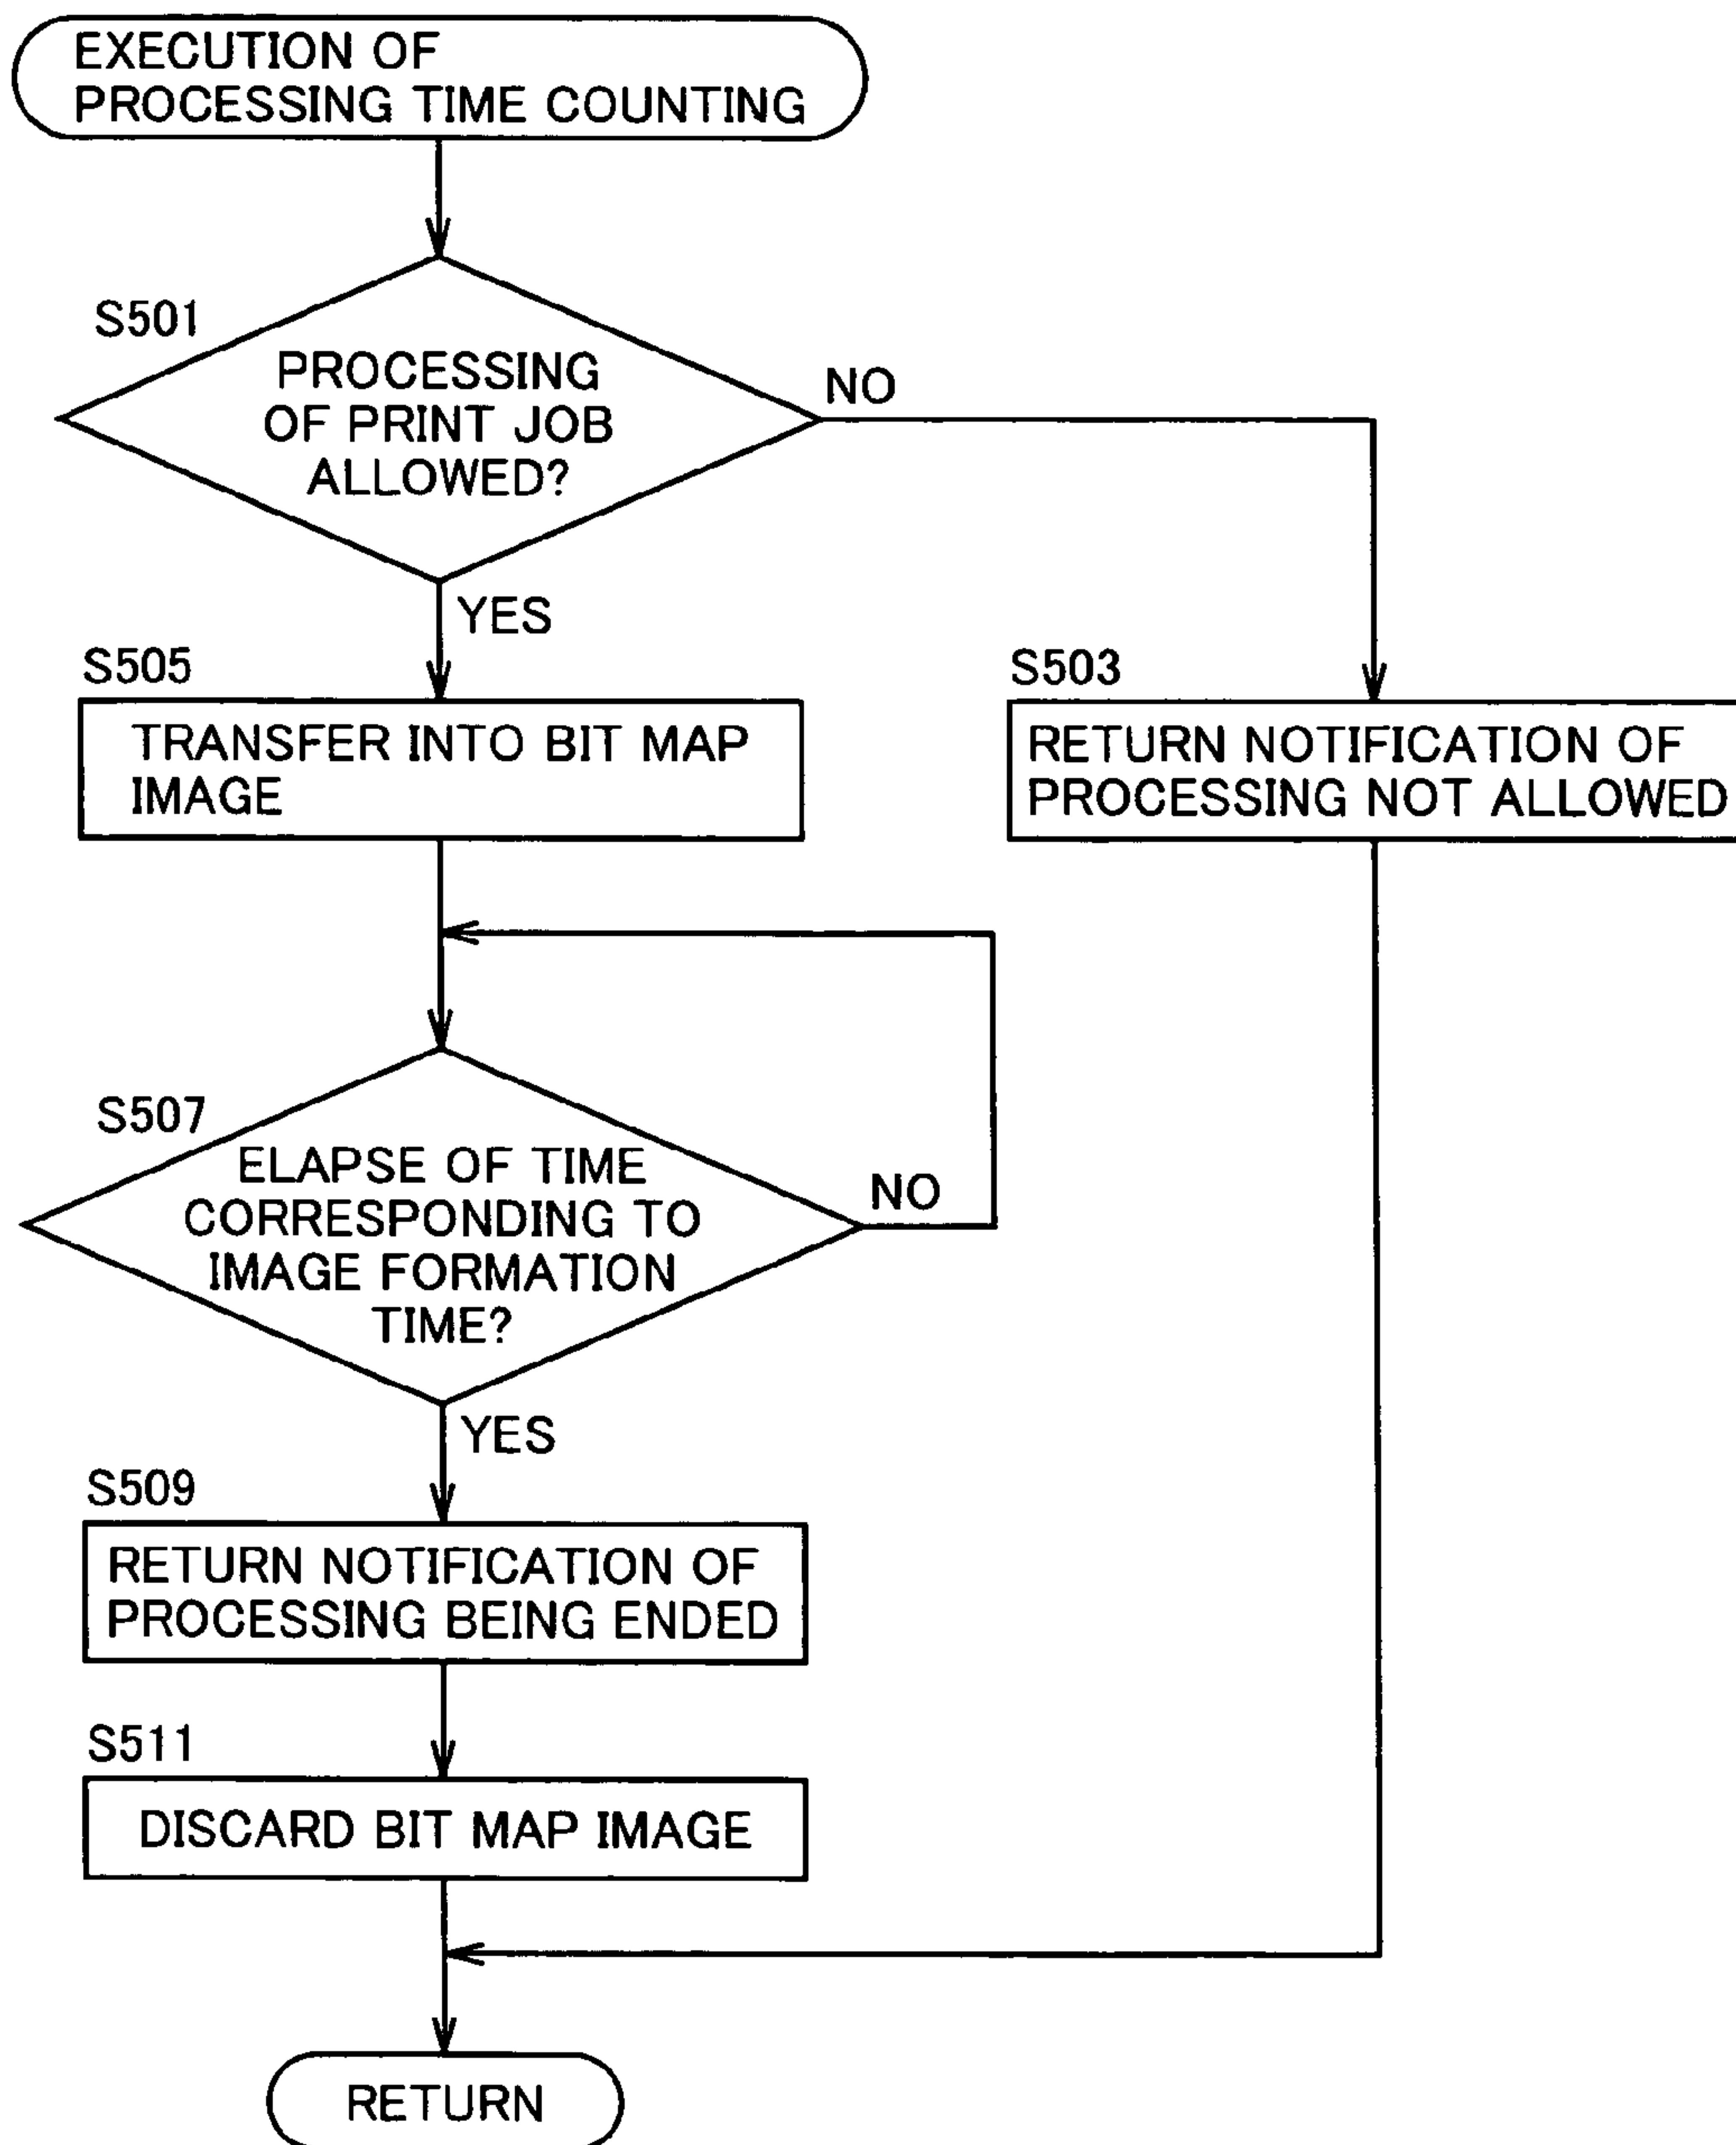 EXECUTION OF
PROCESSING TIME COUNTING
S501
PROCESSING
OF PRINT JOB
ALLOWED?
NO
YES
S505
TRANSFER INTO BIT MAP
IMAGE
S503
RETURN NOTIFICATION OF
PROCESSING NOT ALLOWED
S507
ELAPSE OF TIME
CORRESPONDING TO
IMAGE FORMATION
TIME?
NO
YES
S509
RETURN NOTIFICATION OF
PROCESSING BEING ENDED
S511
DISCARD BIT MAP IMAGE
RETURN